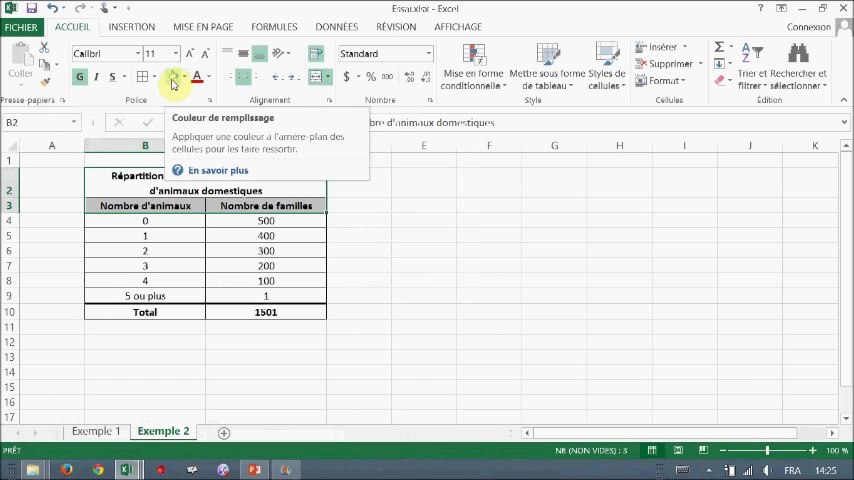 Essai.xlsx - Excel
FICHIER ACCUEIL INSERTION MISE EN PAGE FORMULES DONNÉES RÉVISION AFFICHAGE Connexion
Calibri 11 Standard
Coller
G I S
$ % 000
Mise en forme conditionnelle
Mettre sous forme de tableau
Styles de cellules
Insérer
Supprimer
Format
Trier et filtrer
Rechercher et sélectionner
Presse-papiers Police Alignement Nombre Style Cellules Édition
B2
bre d'animaux domestiques
Couleur de remplissage
Appliquer une couleur à l'arrière-plan des
cellules pour les faire ressortir.
En savoir plus
A B E F G H I J K
1
Répartition
2 d'animaux domestiques
3 Nombre d'animaux Nombre de familles
4 0 500
5 1 400
6 2 300
7 3 200
8 4 100
9 5 ou plus 1
10 Total 1501
11
12
13
14
15
16
17
Exemple 1 Exemple 2
PRÊT NB (NON VIDES) : 3 100 %
FRA 14:25